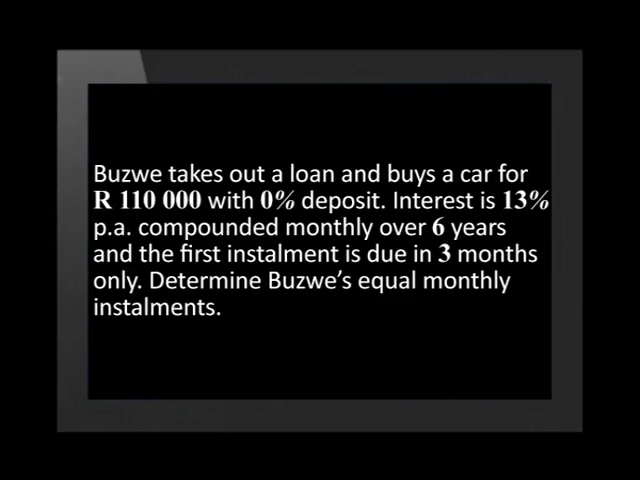 Buzwe takes out a loan and buys a car for
R 110 000 with 0% deposit. Interest is 13%
p.a. compounded monthly over 6 years
and the first instalment is due in 3 months
only. Determine Buzwe’s equal monthly
instalments.